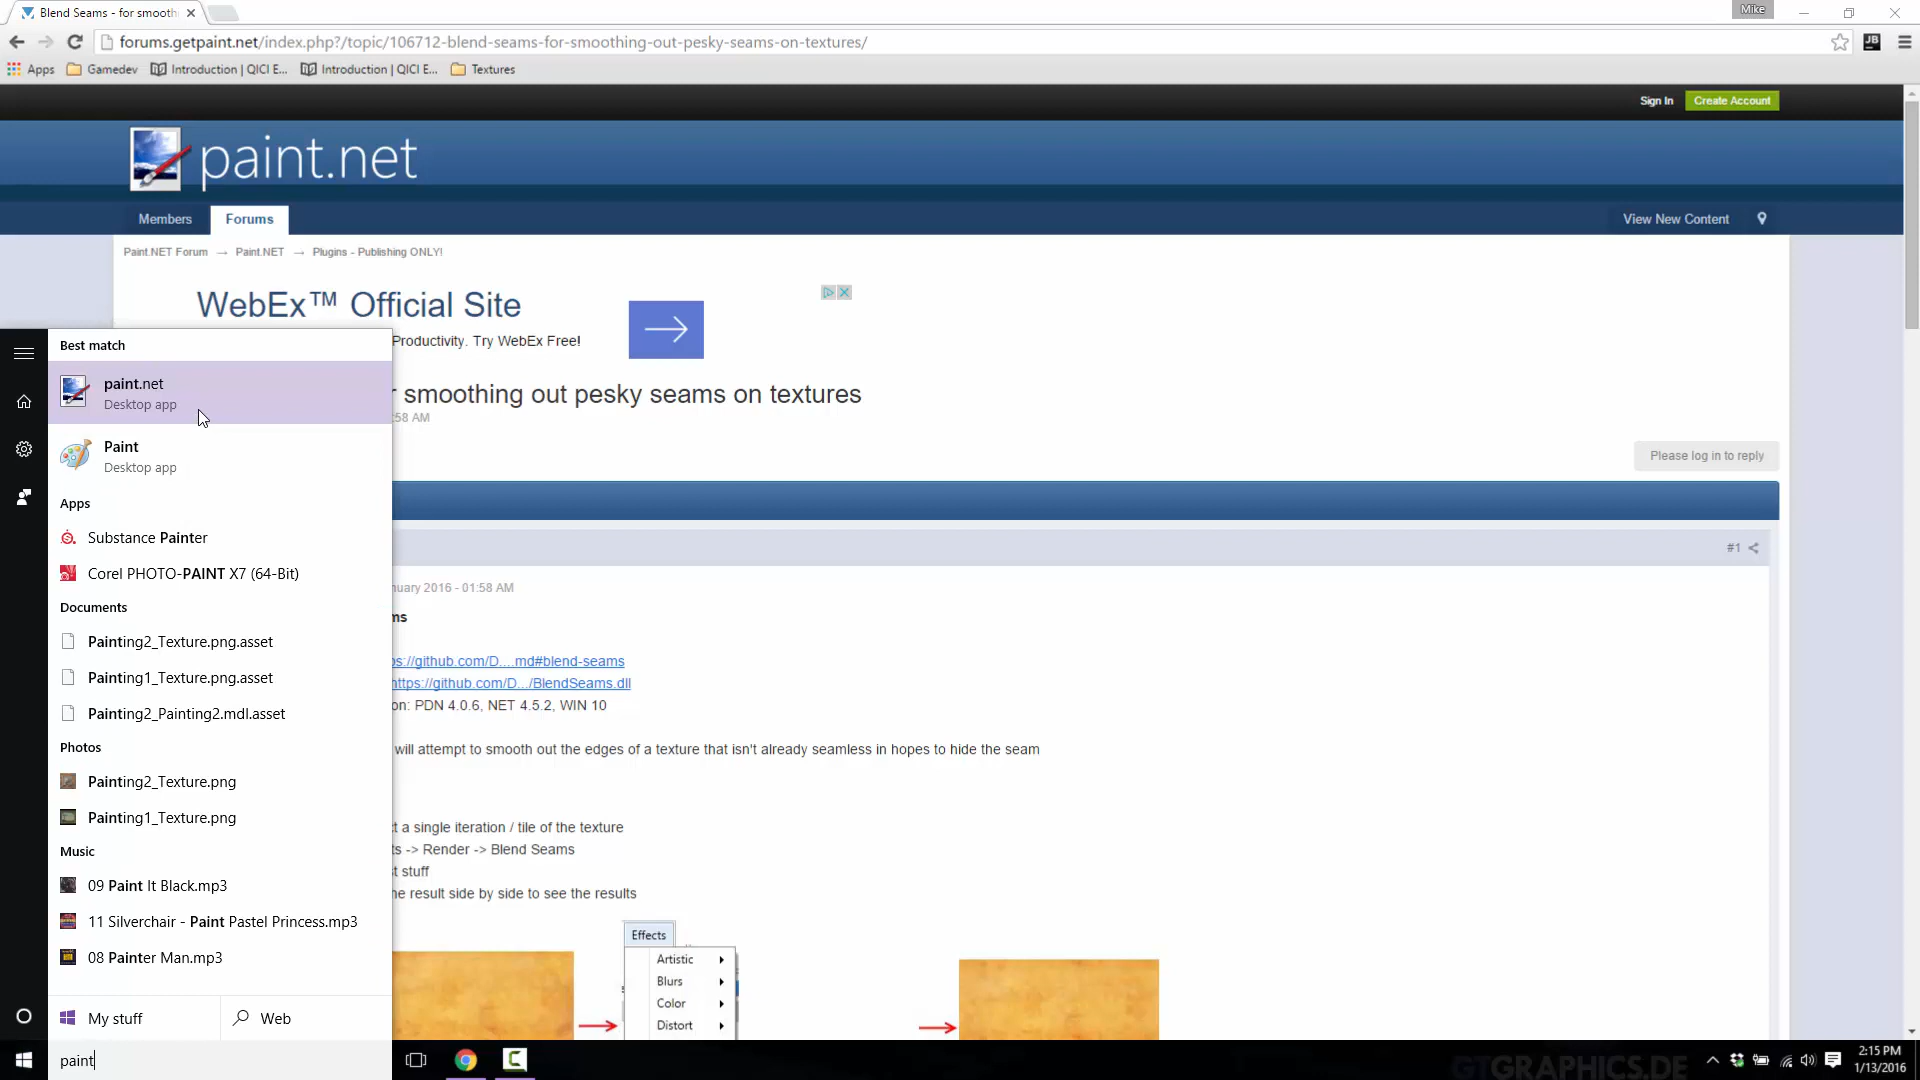 Blend Seams - for smooth
Mike
forums.getpaint.net/index.php?/topic/106712-blend-seams-for-smoothing-out-pesky-seams-on-textures/
Apps Gamedev Introduction | QICI E... Introduction | QICI E... Textures
Sign In Create Account
paint.net
Members Forums View New Content
Paint.NET Forum → Paint.NET → Plugins - Publishing ONLY!
WebEx™ Official Site
Productivity. Try WebEx Free!
r smoothing out pesky seams on textures
:58 AM
Please log in to reply
#1
nuary 2016 - 01:58 AM
ms
ps://github.com/D....md#blend-seams
https://github.com/D.../BlendSeams.dll
on: PDN 4.0.6, NET 4.5.2, WIN 10
will attempt to smooth out the edges of a texture that isn't already seamless in hopes to hide the seam
ct a single iteration / tile of the texture
ts -> Render -> Blend Seams
st stuff
he result side by side to see the results
Effects
Artistic
Blurs
Color
Distort
Best match
paint.net
Desktop app
Paint
Desktop app
Apps
Substance Painter
Corel PHOTO-PAINT X7 (64-Bit)
Documents
Painting2_Texture.png.asset
Painting1_Texture.png.asset
Painting2_Painting2.mdl.asset
Photos
Painting2_Texture.png
Painting1_Texture.png
Music
09 Paint It Black.mp3
11 Silverchair - Paint Pastel Princess.mp3
08 Painter Man.mp3
My stuff Web
paint
GTGRAPHICS.DE
2:15 PM
1/13/2016